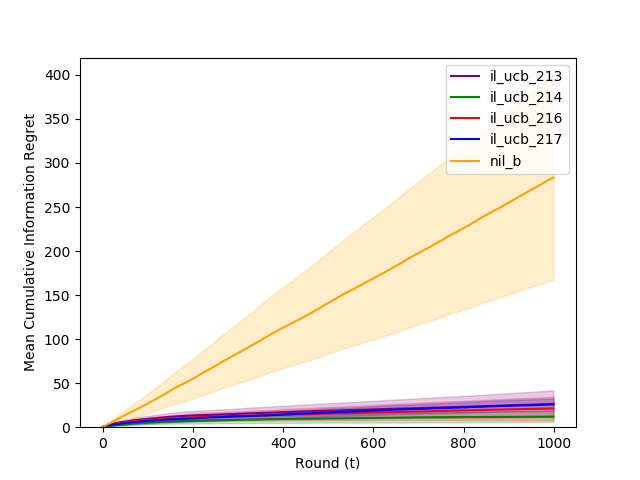 400
350
300
250
200
150
100
50
0
Mean Cumulative Information Regret
0
200
400
600
800
1000
Round (t)
il_ucb_213
il_ucb_214
il_ucb_216
il_ucb_217
nil_b